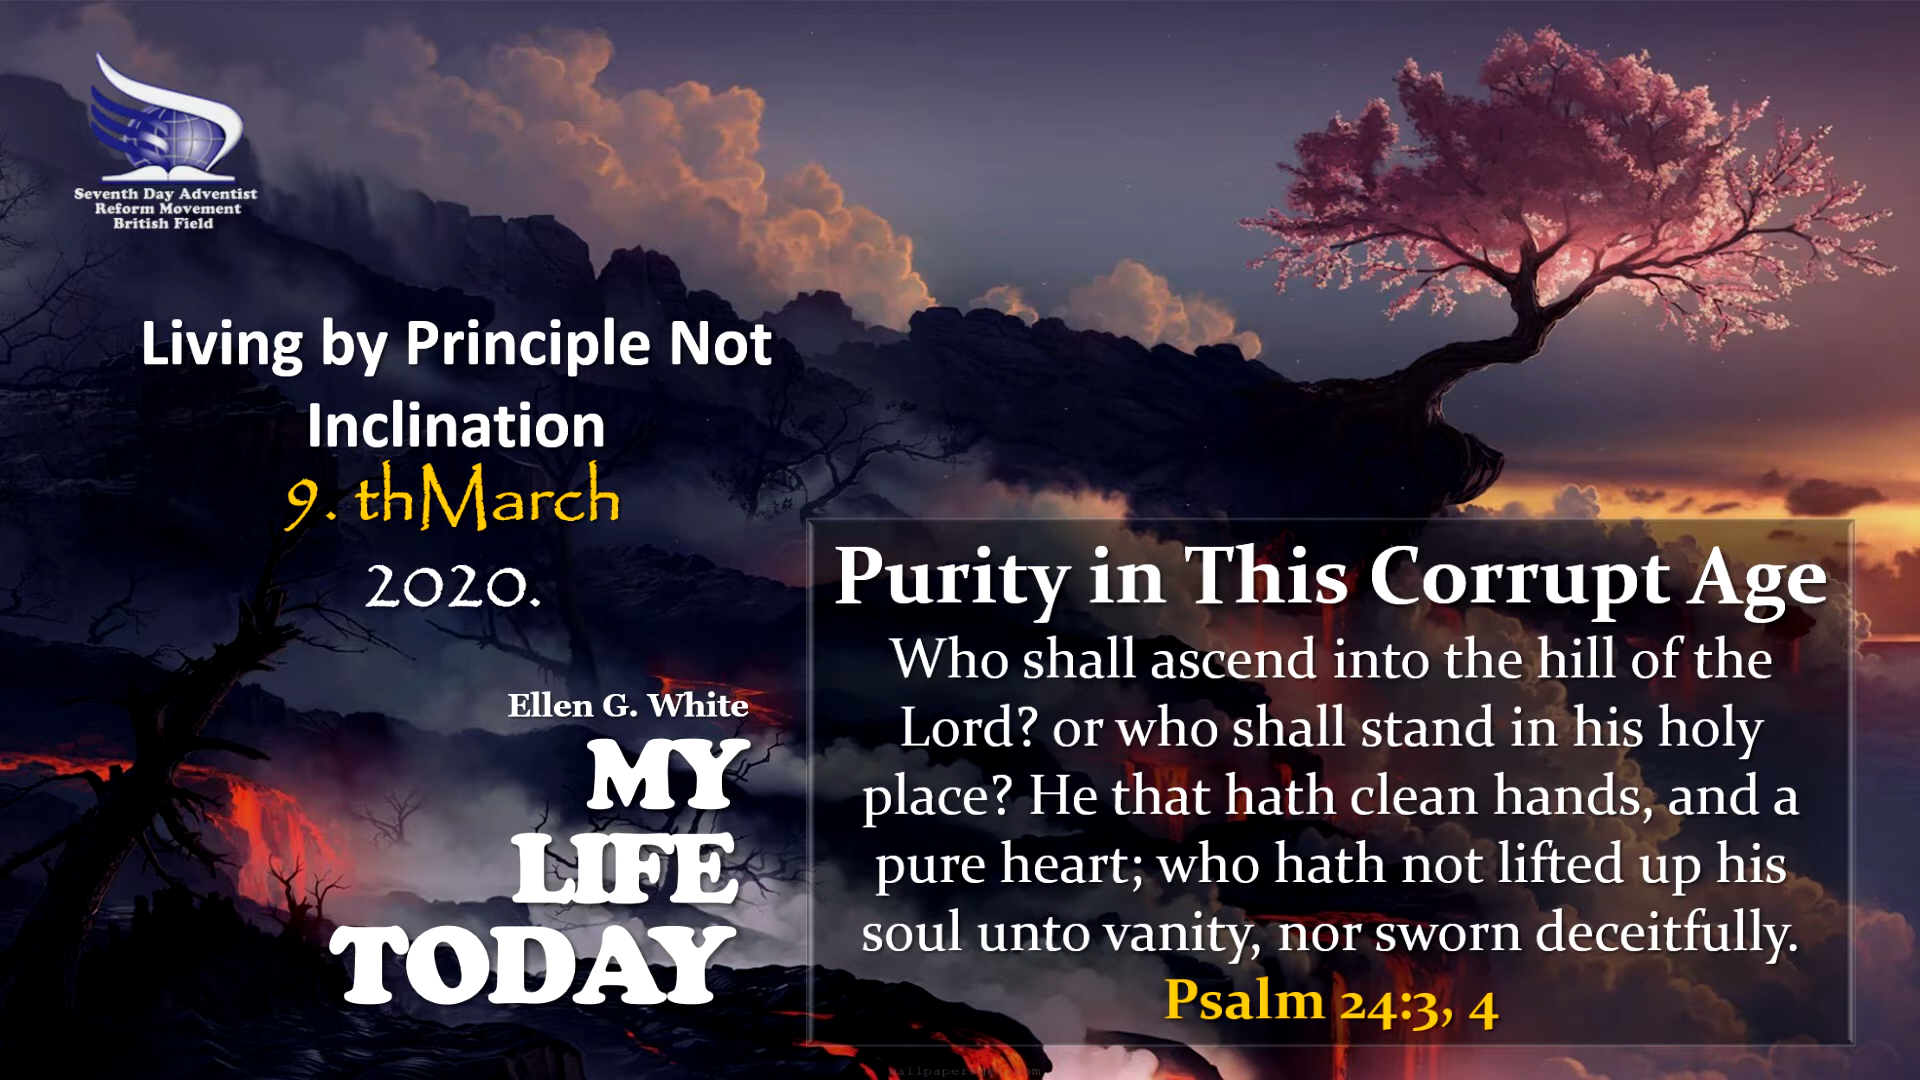 Seventh Day Adventist
Reform Movement
British Field
Living by Principle Not
Inclination
9. thMarch
2020.
Ellen G. White
MY
LIFE
TODAY
Purity in This Corrupt Age
Who shall ascend into the hill of the
Lord? or who shall stand in his holy
place? He that hath clean hands, and a
pure heart; who hath not lifted up his
soul unto vanity, nor sworn deceitfully.
Psalm 24:3, 4